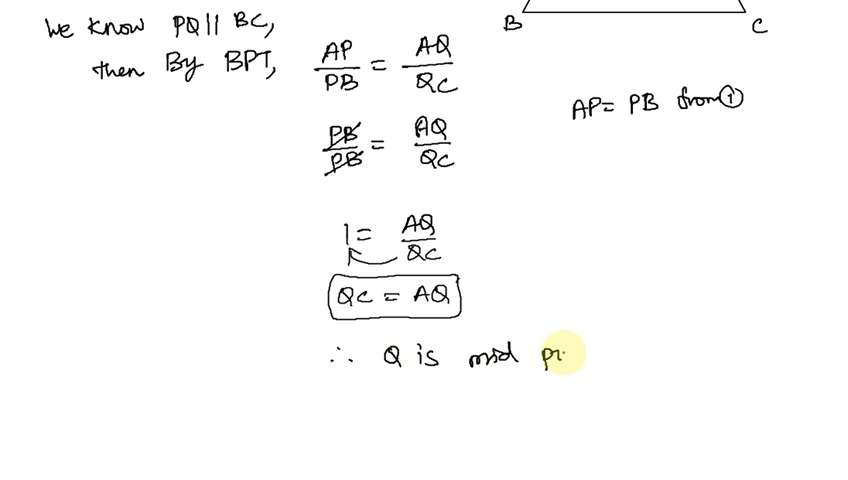 We know PQ || BC,
then By BPT, AP/PB = AQ/QC
PB/PB = AQ/QC
1 = AQ/QC
QC = AQ
∴ Q is mid
B C
AP = PB from ①